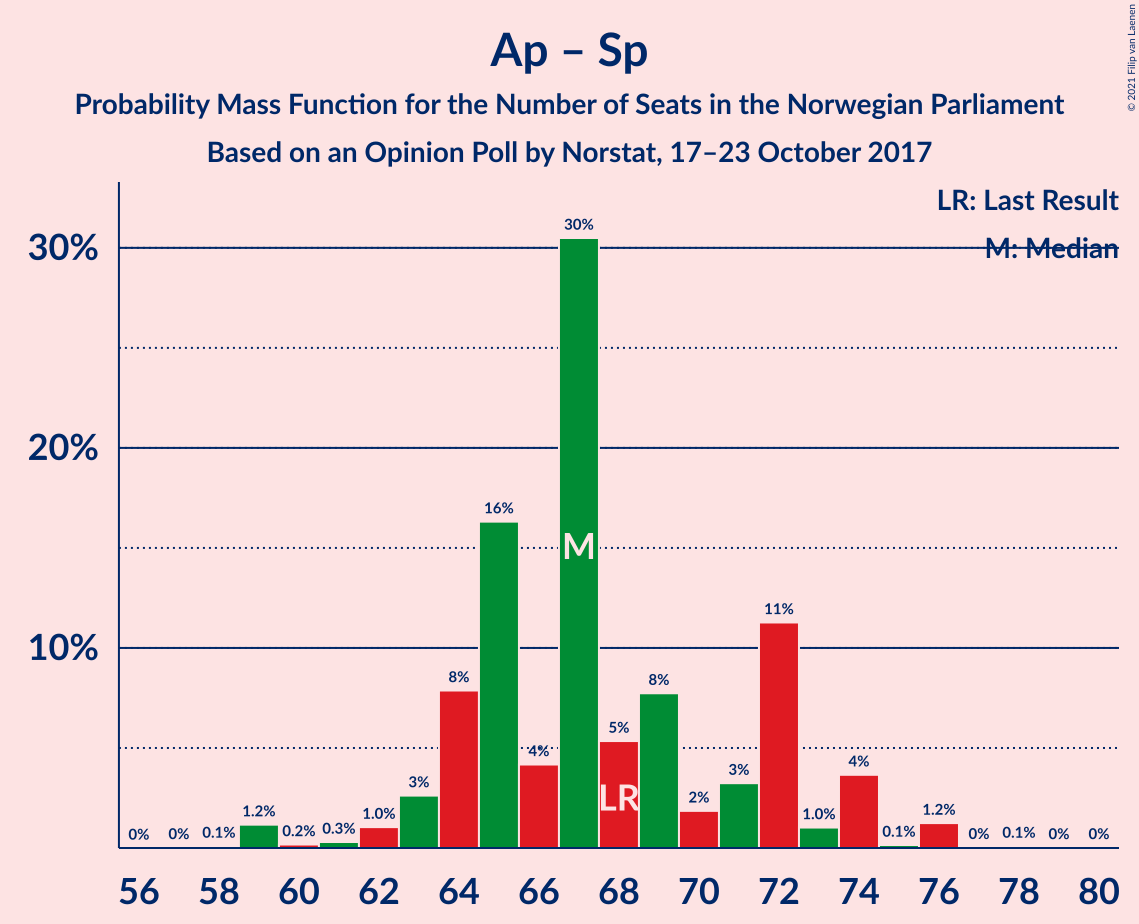 Ap – Sp
Probability Mass Function for the Number of Seats in the Norwegian Parliament
Based on an Opinion Poll by Norstat, 17–23 October 2017
© 2021 Filip van Laenen
LR: Last Result
M: Median
30%
20%
10%
0% 0% 0.1% 1.2% 0.2% 0.3% 1.0% 3% 8% 16% 4% 30% 5% 8% 2% 3% 11% 1.0% 4% 0.1% 1.2% 0% 0.1% 0% 0%
M
LR
56 58 60 62 64 66 68 70 72 74 76 78 80